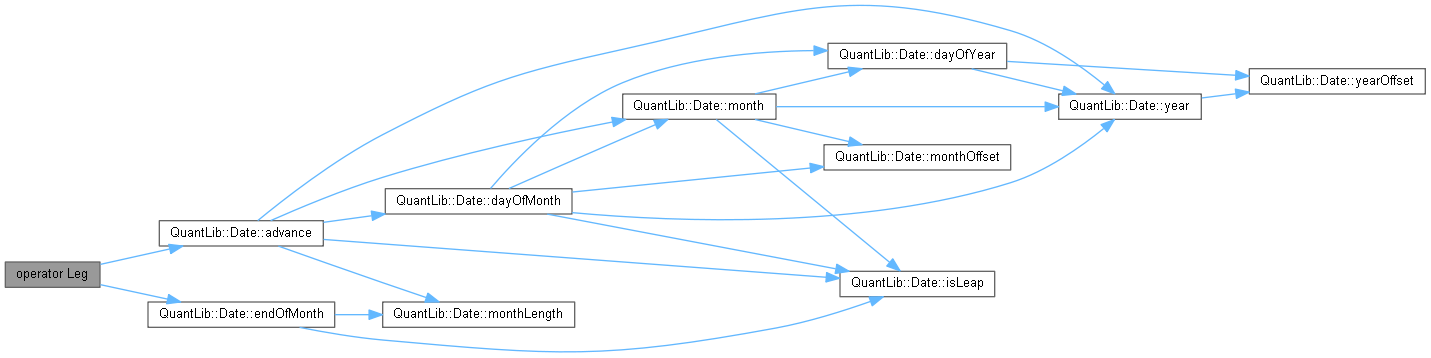 QuantLib::Date::dayOfYear
QuantLib::Date::yearOffset
QuantLib::Date::month
QuantLib::Date::year
QuantLib::Date::monthOffset
QuantLib::Date::dayOfMonth
QuantLib::Date::advance
operator Leg
QuantLib::Date::isLeap
QuantLib::Date::endOfMonth
QuantLib::Date::monthLength